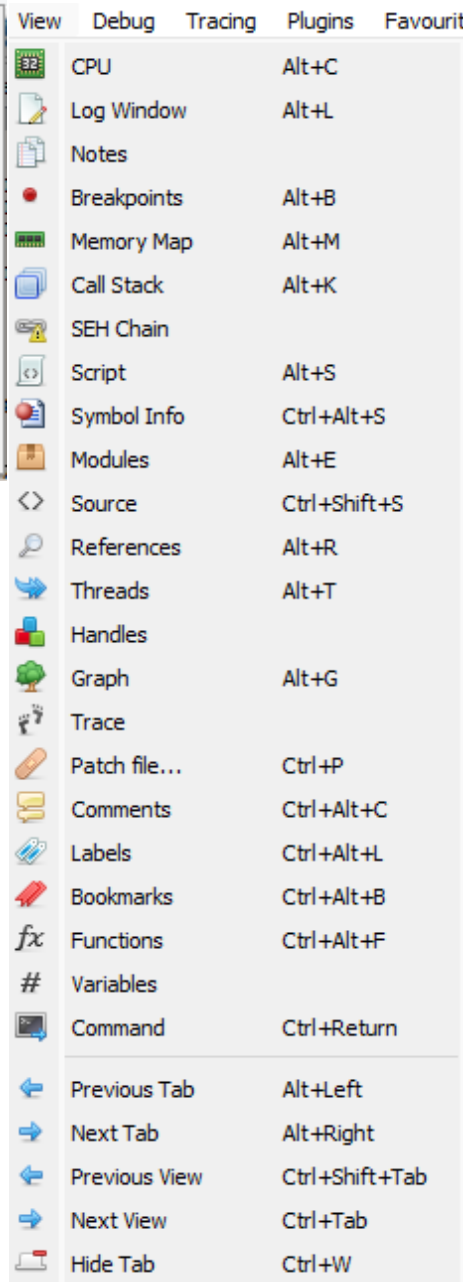 View Debug Tracing Plugins Favourit
32 CPU Alt+C
Log Window Alt+L
Notes
Breakpoints Alt+B
Memory Map Alt+M
Call Stack Alt+K
SEH Chain
Script Alt+S
Symbol Info Ctrl+Alt+S
Modules Alt+E
<> Source Ctrl+Shift+S
References Alt+R
Threads Alt+T
Handles
Graph Alt+G
Trace
Patch file... Ctrl+P
Comments Ctrl+Alt+C
Labels Ctrl+Alt+L
Bookmarks Ctrl+Alt+B
fx Functions Ctrl+Alt+F
# Variables
Command Ctrl+Return
Previous Tab Alt+Left
Next Tab Alt+Right
Previous View Ctrl+Shift+Tab
Next View Ctrl+Tab
Hide Tab Ctrl+W